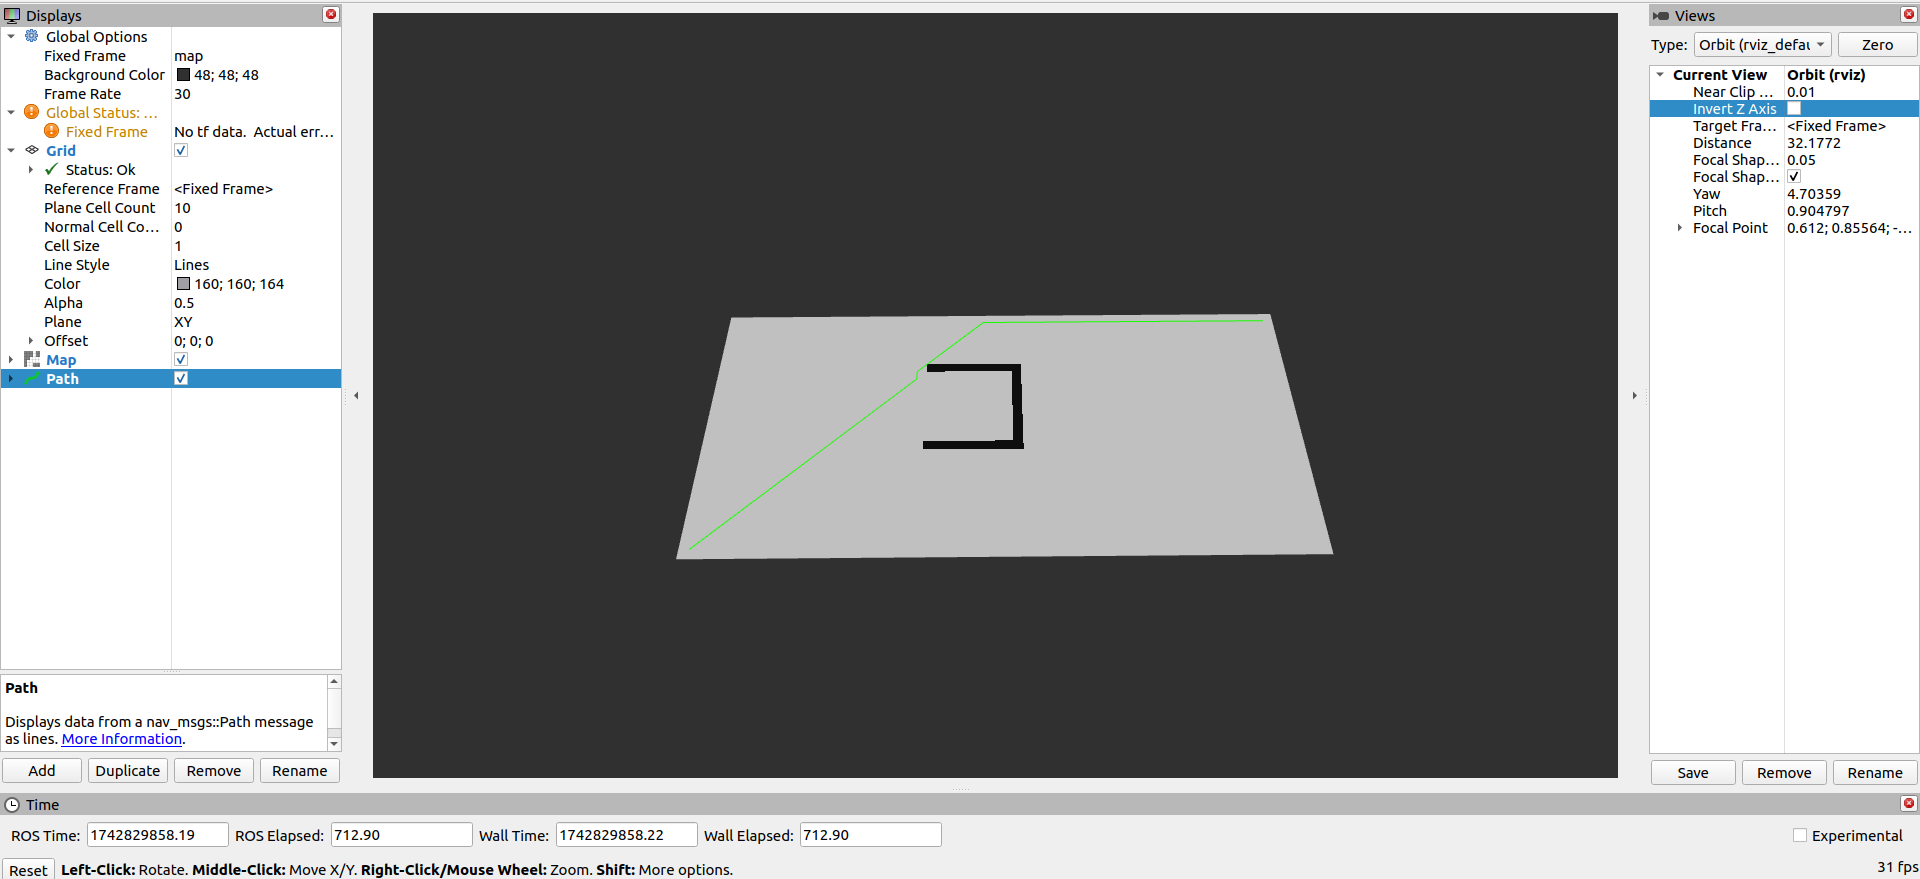 Displays
Global Options
Fixed Frame map
Background Color 48; 48; 48
Frame Rate 30
Global Status: ...
Fixed Frame No tf data. Actual err...
Grid
Status: Ok
Reference Frame <Fixed Frame>
Plane Cell Count 10
Normal Cell Co... 0
Cell Size 1
Line Style Lines
Color 160; 160; 164
Alpha 0.5
Plane XY
Offset 0; 0; 0
Map
Path
Path
Displays data from a nav_msgs::Path message
as lines. More Information.
Add Duplicate Remove Rename
Views
Type: Orbit (rviz_defau Zero
Current View Orbit (rviz)
Near Clip ... 0.01
Invert Z Axis
Target Fra... <Fixed Frame>
Distance 32.1772
Focal Shap... 0.05
Focal Shap...
Yaw 4.70359
Pitch 0.904797
Focal Point 0.612; 0.85564; -...
Save Remove Rename
Time
ROS Time: 1742829858.19 ROS Elapsed: 712.90 Wall Time: 1742829858.22 Wall Elapsed: 712.90 Experimental
Reset Left-Click: Rotate. Middle-Click: Move X/Y. Right-Click/Mouse Wheel: Zoom. Shift: More options. 31 fps